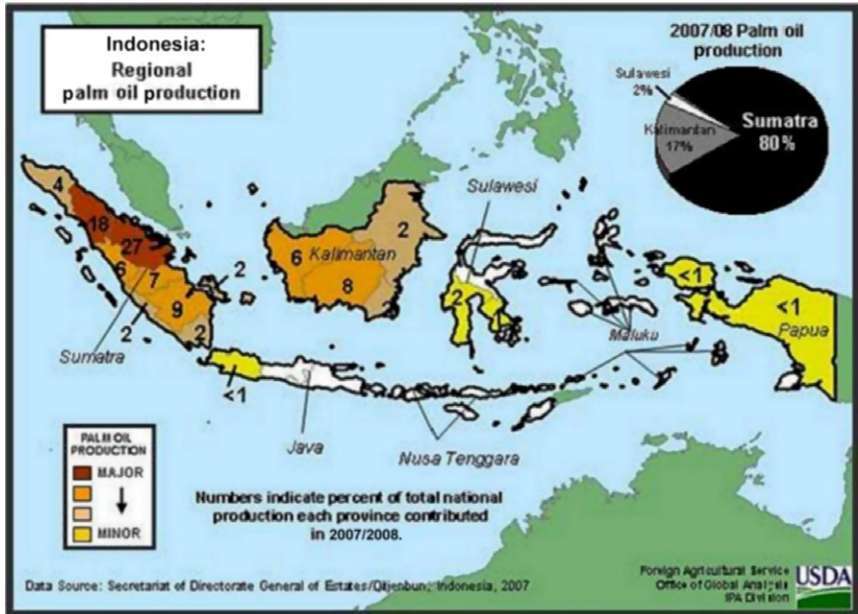 Indonesia:
Regional
palm oil production
2007/08 Palm oil
production
Sulawesi
2%
Kalimantan
17%
Sumatra
80%
4
18
27
6
7
2
9
2
2
Sumatra
6
Kalimantan
2
8
2
Sulawesi
2
<1
<1
Papua
Maluku
<1
Java
Nusa Tenggara
PALM OIL
PRODUCTION
MAJOR
MINOR
Numbers indicate percent of total national
production each province contributed
in 2007/2008.
Data Source: Secretariat of Directorate General of Estates/Ditjenbun, Indonesia, 2007
Foreign Agricultural Service
Office of Global Analysis
IPA Division
USDA